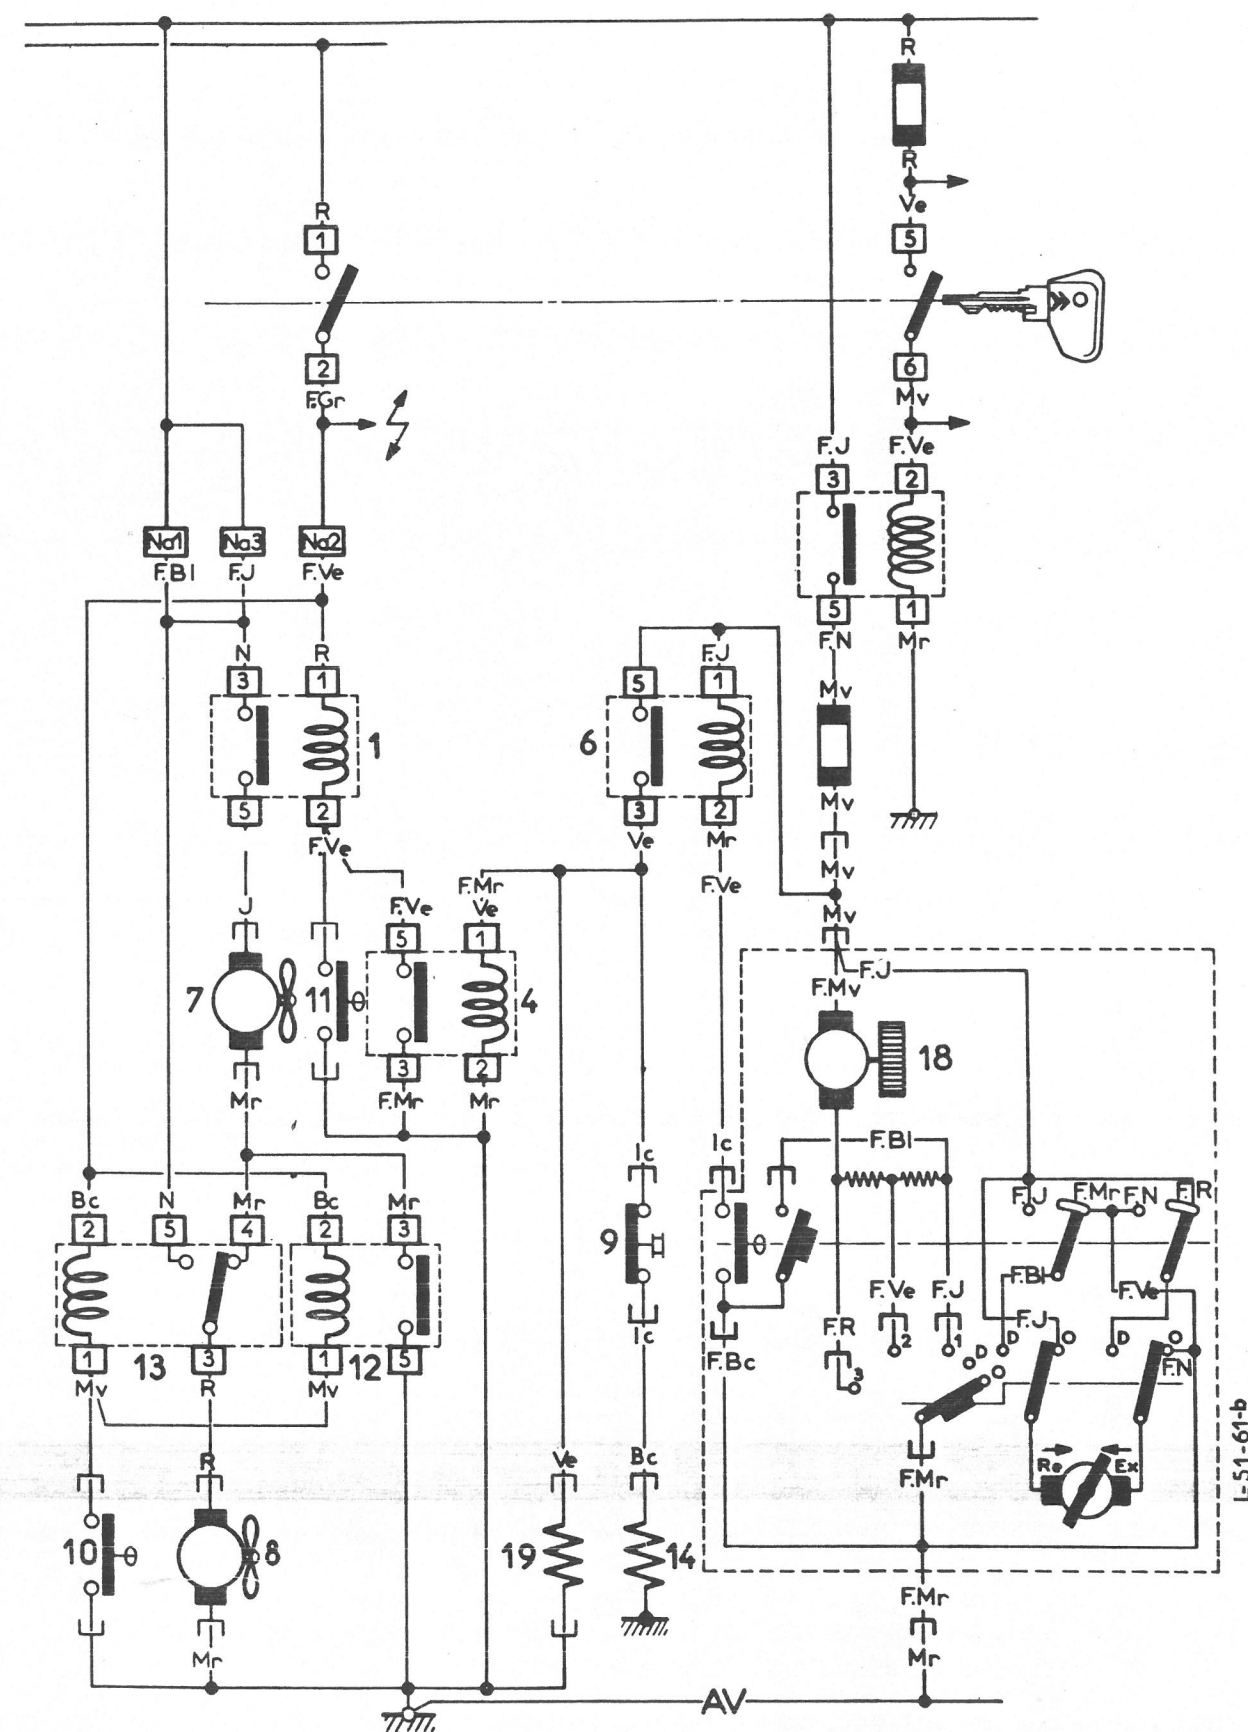 R
R
Ve
R
1
5
2
F.Gr
6
Mv
F.J
F.Ve
3
2
Na1
Na3
Na2
F.Bl
F.J
F.Ve
5
1
F.N
Mr
N
R
F.J
3
1
5
1
Mv
1
6
5
2
3
2
Mv
F.Ve
Ve
Mr
Mv
F.Mr
F.Ve
J
F.Ve
Ve
Mv
5
1
F.J
F.Mv
7
11
4
18
3
2
Mr
F.Mr
Mr
Ic
Ic
F.Bl
Bc
N
Mr
Bc
Mr
F.J
F.Mr
F.N
F.R
2
5
4
2
3
9
F.Bl
F.Ve
F.Ve
F.J
F.J
1
13
3
1
12
5
Ic
F.Bc
F.R
2
1
D
O
D
O
F.N
Mv
R
Mv
3
D
O
R
Ve
Bc
F.Mr
Re
Ex
10
8
19
14
F.Mr
Mr
Mr
AV
L-51-61-b